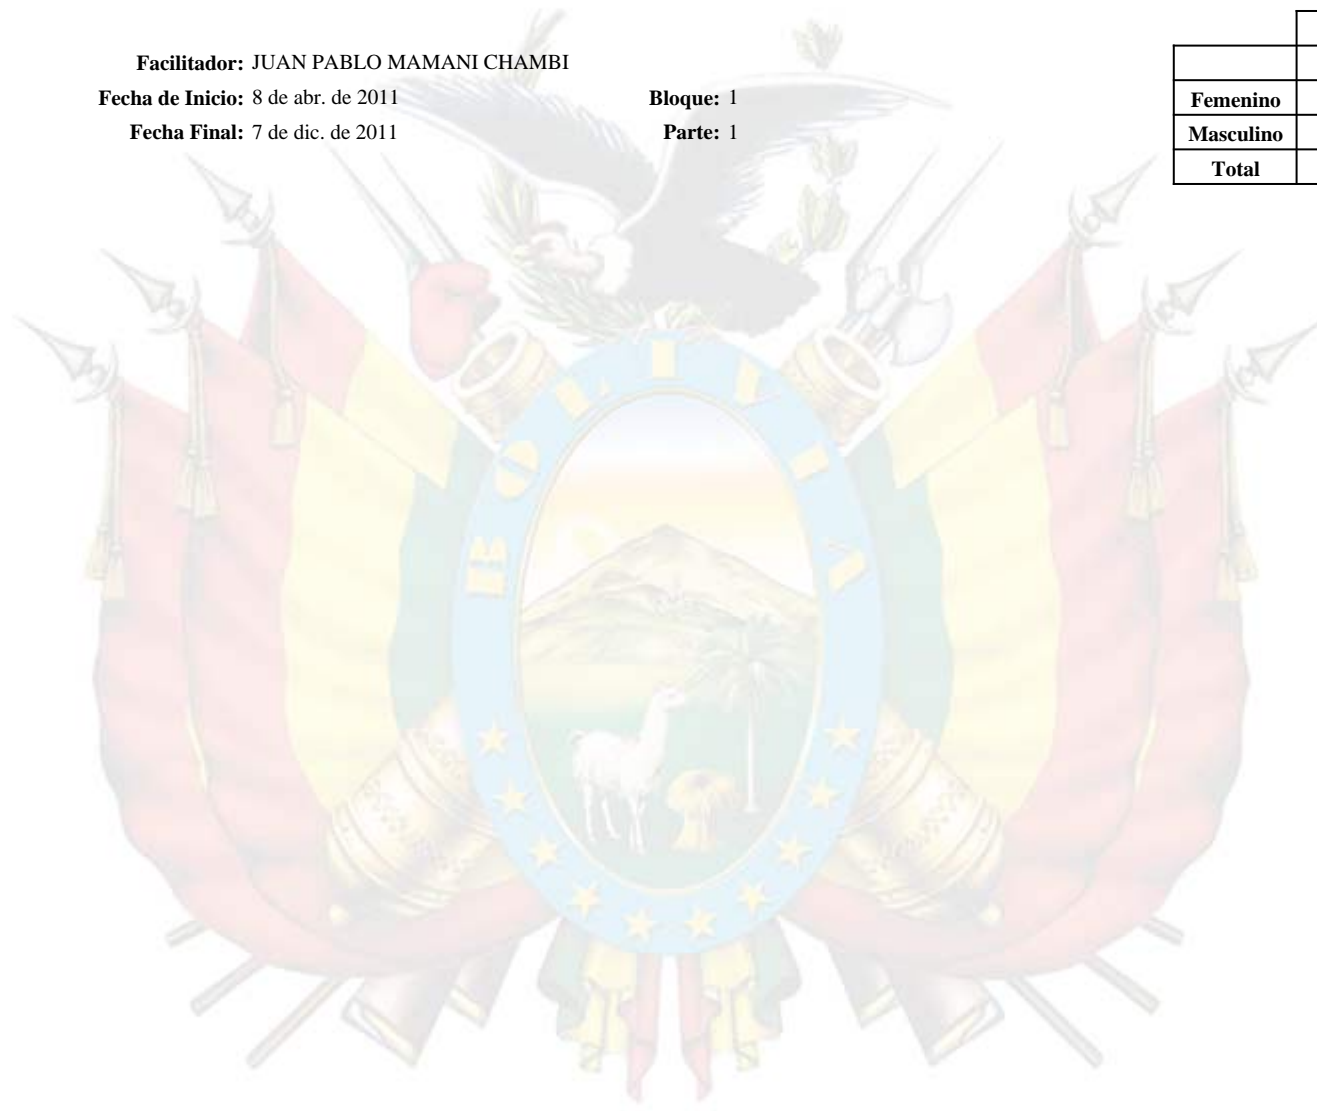 Facilitador: JUAN PABLO MAMANI CHAMBI
Fecha de Inicio: 8 de abr. de 2011 Bloque: 1
Fecha Final: 7 de dic. de 2011 Parte: 1
Femenino
Masculino
Total
BOLIVIA